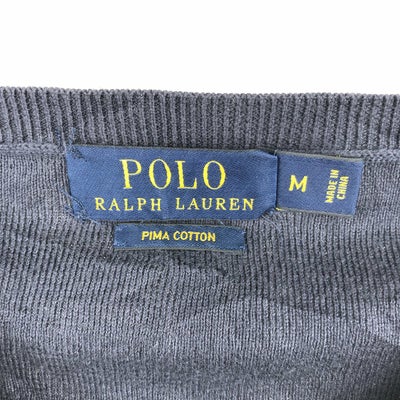 POLO
RALPH LAUREN
M
MADE IN
CHINA
PIMA COTTON